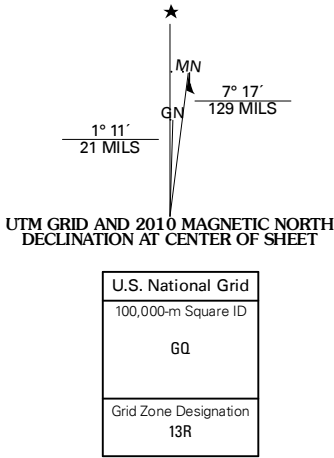 MN
GN
7° 17´
129 MILS
1° 11´
21 MILS
UTM GRID AND 2010 MAGNETIC NORTH
DECLINATION AT CENTER OF SHEET
U.S. National Grid
100,000-m Square ID
GQ
Grid Zone Designation
13R